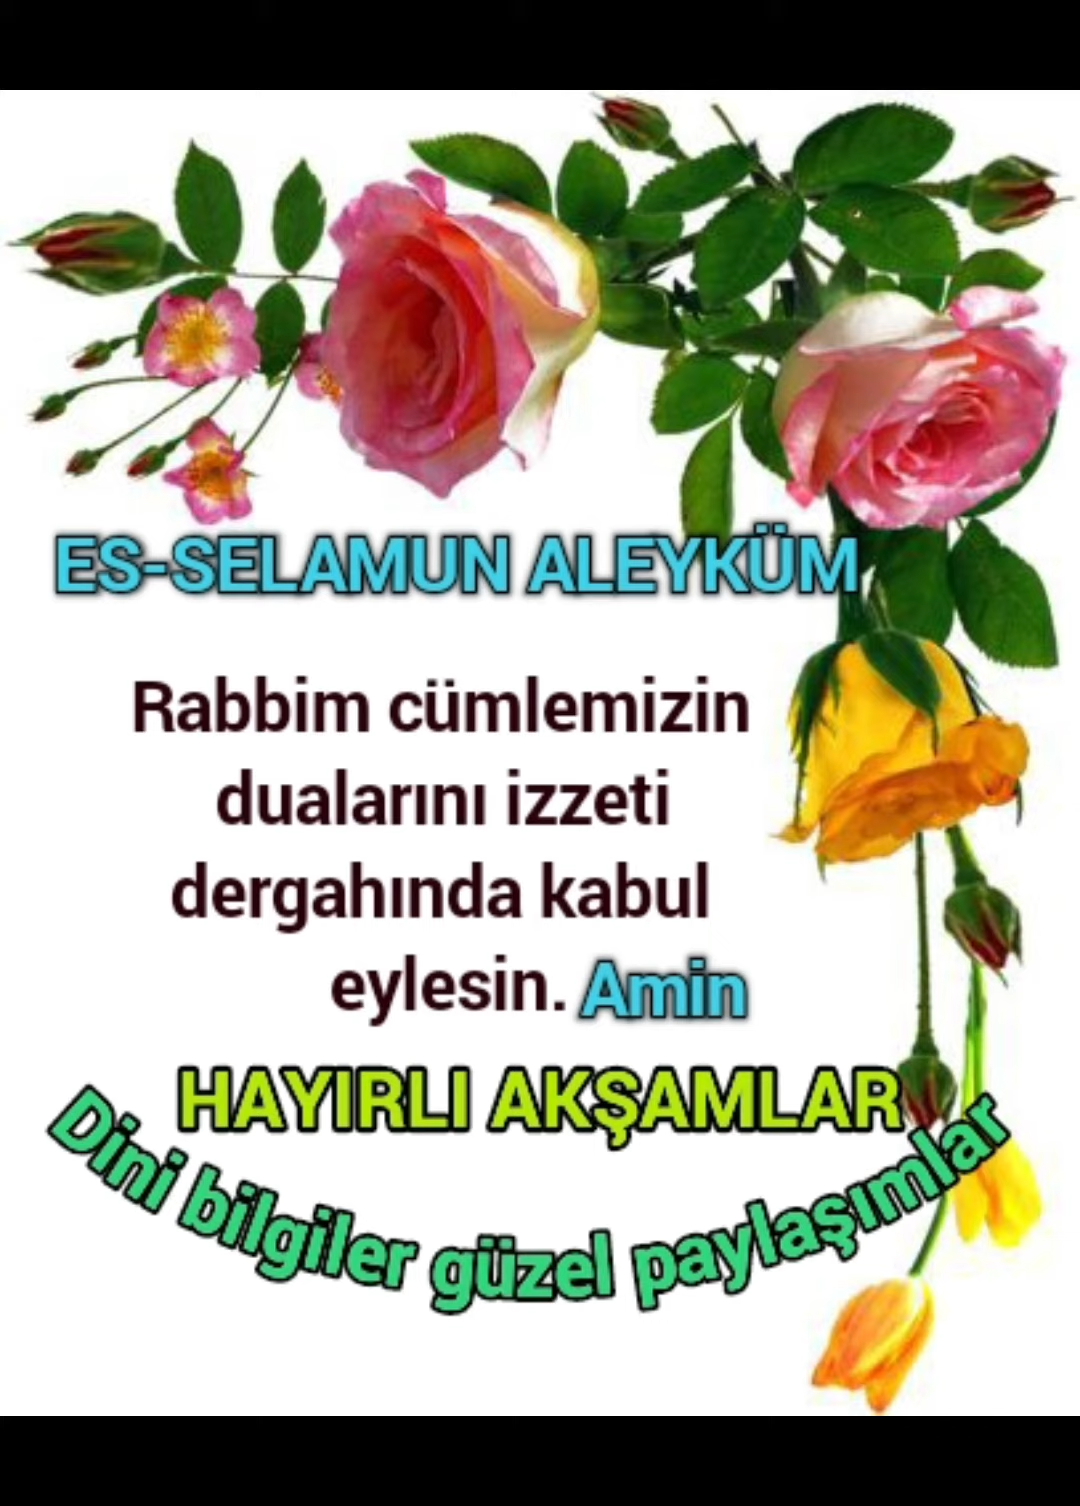 ES-SELAMUN ALEYKÜM
Rabbim cümlemizin
dualarını izzeti
dergahında kabul
eylesin. Amin
HAYIRLI AKŞAMLAR
Dini bilgiler güzel paylaşımlar